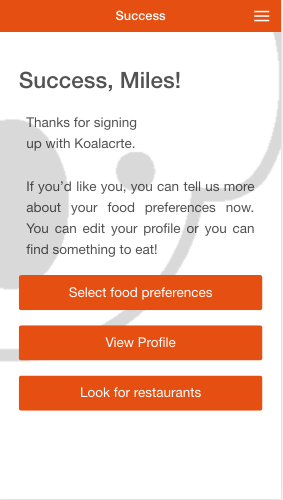 Success
Success, Miles!
Thanks for signing
up with Koalacrte.
If you’d like you, you can tell us more
about your food preferences now.
You can edit your profile or you can
find something to eat!
Select food preferences
View Profile
Look for restaurants